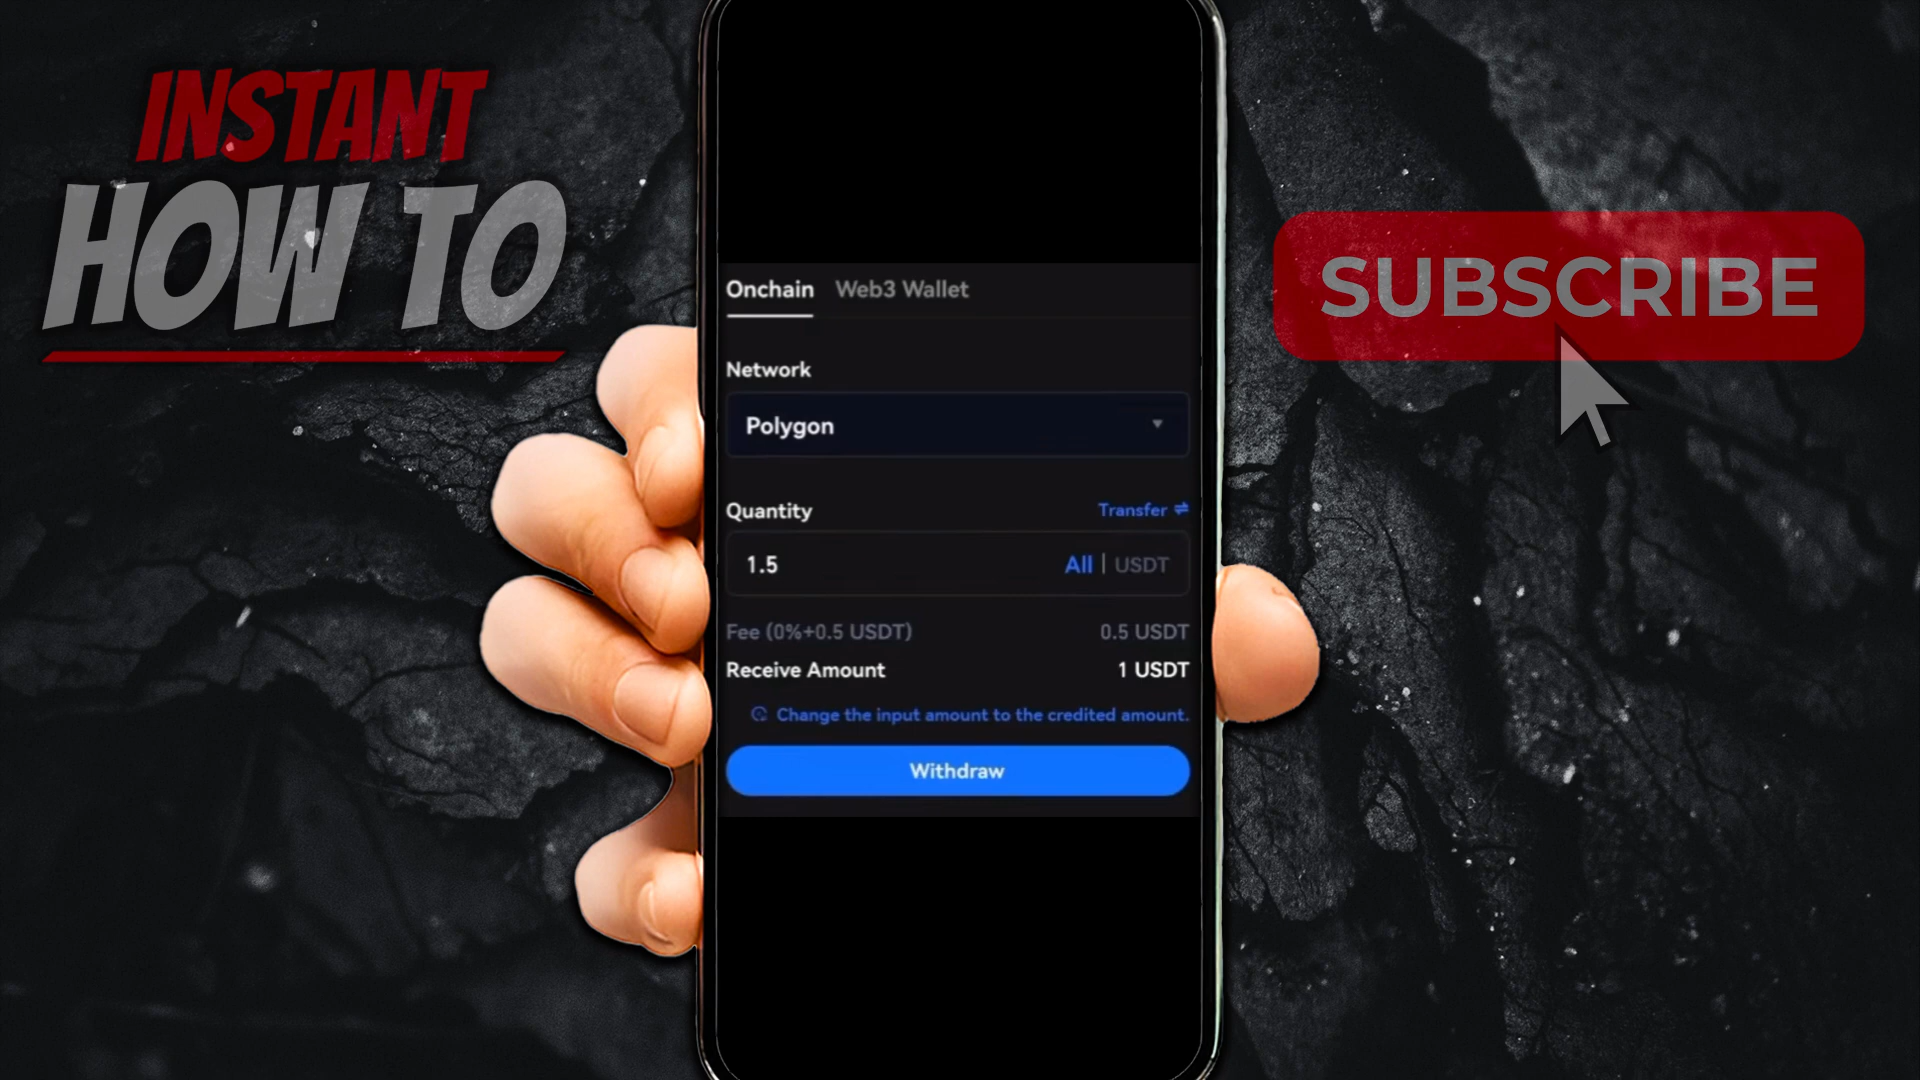 INSTANT
HOW TO
SUBSCRIBE
Onchain Web3 Wallet
Network
Polygon
Quantity Transfer
1.5 All | USDT
Fee (0%+0.5 USDT) 0.5 USDT
Receive Amount 1 USDT
Change the input amount to the credited amount.
Withdraw